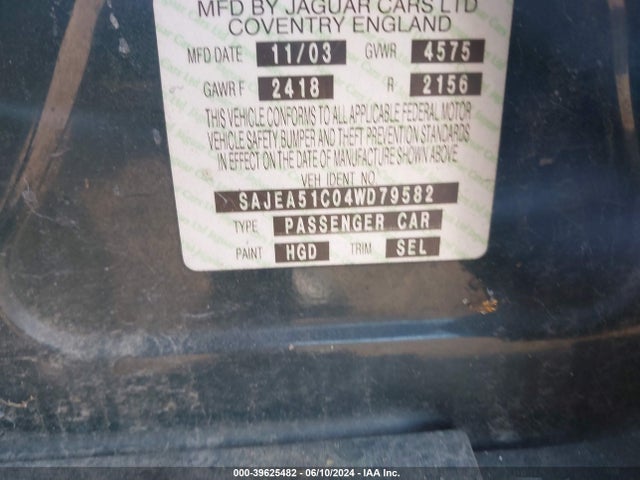 MFD BY JAGUAR CARS LTD
COVENTRY ENGLAND
MFD DATE 11/03 GVWR 4575
GAWR F 2418 R 2156
THIS VEHICLE CONFORMS TO ALL APPLICABLE FEDERAL MOTOR
VEHICLE SAFETY BUMPER AND THEFT PREVENTION STANDARDS
IN EFFECT ON THE DATE OF MANUFACTURE SHOWN ABOVE
VEH IDENT NO
SAJEA51C04WD79582
TYPE PASSENGER CAR
PAINT HGD TRIM SEL
000-39625482 - 06/10/2024 - IAA Inc.